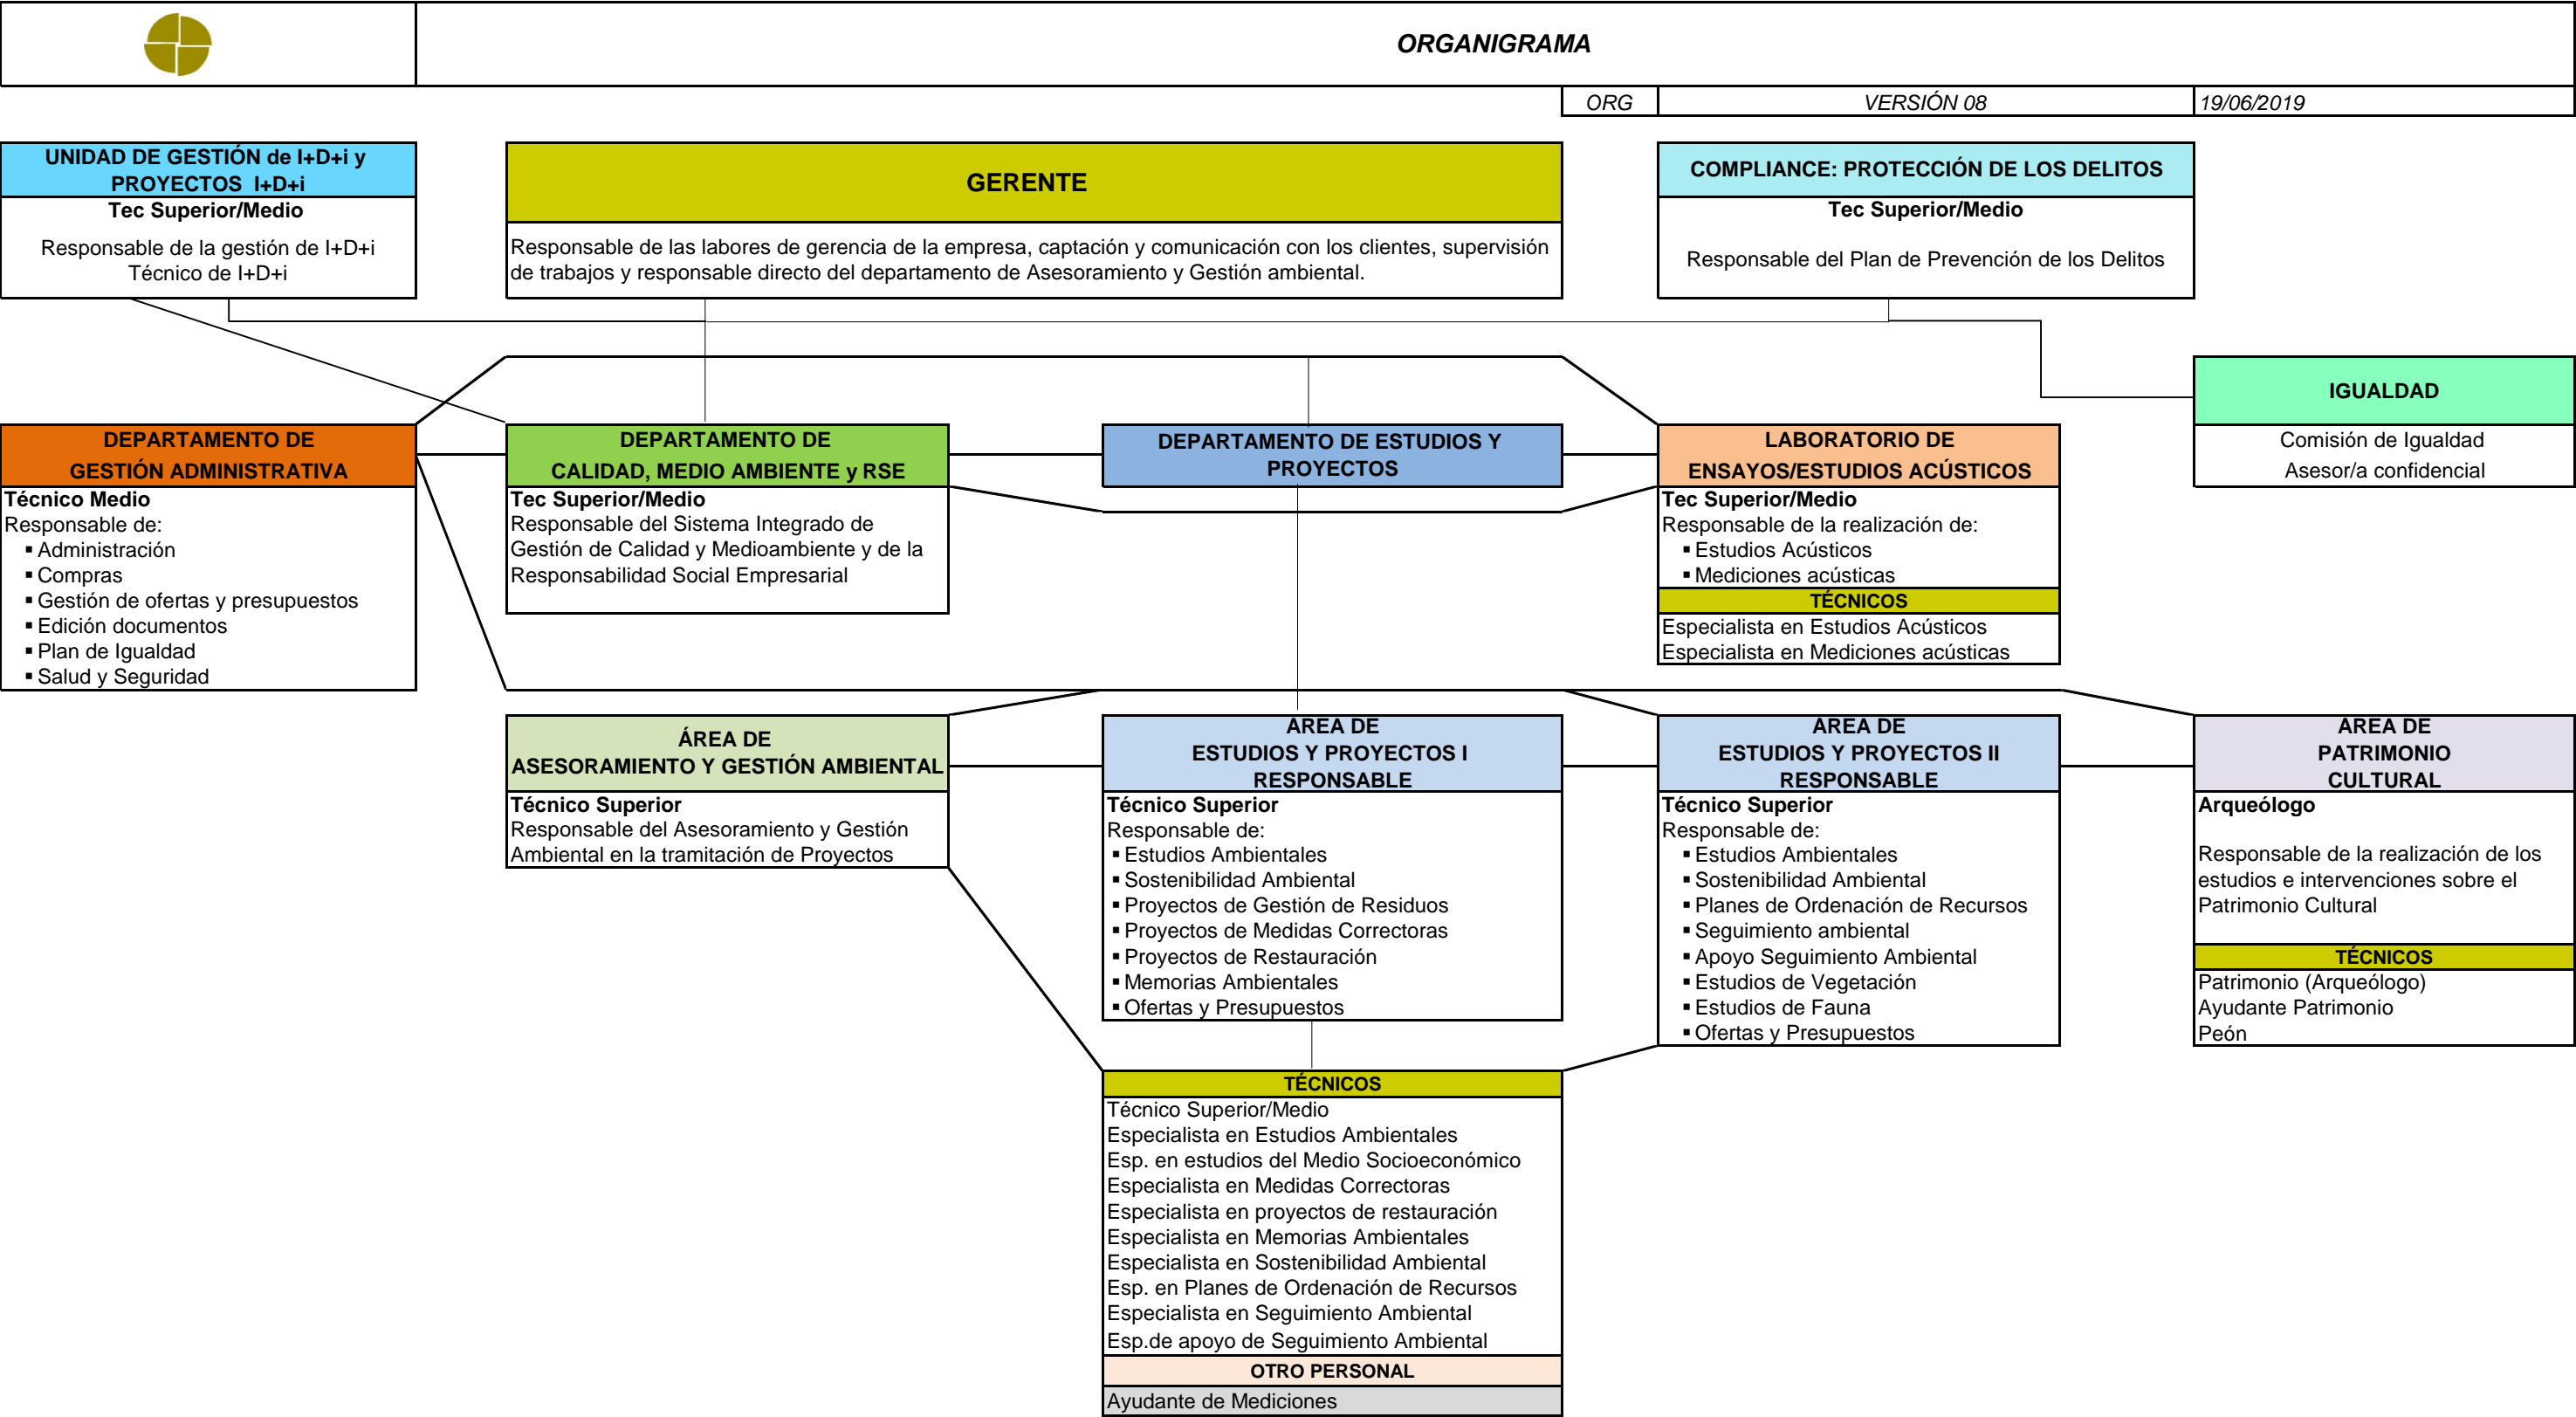 ORGANIGRAMA
ORG VERSIÓN 08 19/06/2019
UNIDAD DE GESTIÓN de I+D+i y
PROYECTOS I+D+i
Tec Superior/Medio
Responsable de la gestión de I+D+i
Técnico de I+D+i
GERENTE
Responsable de las labores de gerencia de la empresa, captación y comunicación con los clientes, supervisión
de trabajos y responsable directo del departamento de Asesoramiento y Gestión ambiental.
COMPLIANCE: PROTECCIÓN DE LOS DELITOS
Tec Superior/Medio
Responsable del Plan de Prevención de los Delitos
IGUALDAD
Comisión de Igualdad
Asesor/a confidencial
DEPARTAMENTO DE
GESTIÓN ADMINISTRATIVA
Técnico Medio
Responsable de:
▪ Administración
▪ Compras
▪ Gestión de ofertas y presupuestos
▪ Edición documentos
▪ Plan de Igualdad
▪ Salud y Seguridad
DEPARTAMENTO DE
CALIDAD, MEDIO AMBIENTE y RSE
Tec Superior/Medio
Responsable del Sistema Integrado de
Gestión de Calidad y Medioambiente y de la
Responsabilidad Social Empresarial
DEPARTAMENTO DE ESTUDIOS Y
PROYECTOS
LABORATORIO DE
ENSAYOS/ESTUDIOS ACÚSTICOS
Tec Superior/Medio
Responsable de la realización de:
▪ Estudios Acústicos
▪ Mediciones acústicas
TÉCNICOS
Especialista en Estudios Acústicos
Especialista en Mediciones acústicas
ÁREA DE
ASESORAMIENTO Y GESTIÓN AMBIENTAL
Técnico Superior
Responsable del Asesoramiento y Gestión
Ambiental en la tramitación de Proyectos
ÁREA DE
ESTUDIOS Y PROYECTOS I
RESPONSABLE
Técnico Superior
Responsable de:
▪ Estudios Ambientales
▪ Sostenibilidad Ambiental
▪ Proyectos de Gestión de Residuos
▪ Proyectos de Medidas Correctoras
▪ Proyectos de Restauración
▪ Memorias Ambientales
▪ Ofertas y Presupuestos
ÁREA DE
ESTUDIOS Y PROYECTOS II
RESPONSABLE
Técnico Superior
Responsable de:
▪ Estudios Ambientales
▪ Sostenibilidad Ambiental
▪ Planes de Ordenación de Recursos
▪ Seguimiento ambiental
▪ Apoyo Seguimiento Ambiental
▪ Estudios de Vegetación
▪ Estudios de Fauna
▪ Ofertas y Presupuestos
ÁREA DE
PATRIMONIO
CULTURAL
Arqueólogo
Responsable de la realización de los
estudios e intervenciones sobre el
Patrimonio Cultural
TÉCNICOS
Patrimonio (Arqueólogo)
Ayudante Patrimonio
Peón
TÉCNICOS
Técnico Superior/Medio
Especialista en Estudios Ambientales
Esp. en estudios del Medio Socioeconómico
Especialista en Medidas Correctoras
Especialista en proyectos de restauración
Especialista en Memorias Ambientales
Especialista en Sostenibilidad Ambiental
Esp. en Planes de Ordenación de Recursos
Especialista en Seguimiento Ambiental
Esp.de apoyo de Seguimiento Ambiental
OTRO PERSONAL
Ayudante de Mediciones